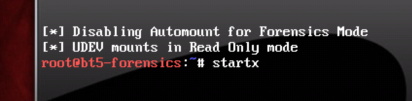 [*] Disabling Automount for Forensics Mode
[*] UDEV mounts in Read Only mode
root@bt5-forensics:~# startx